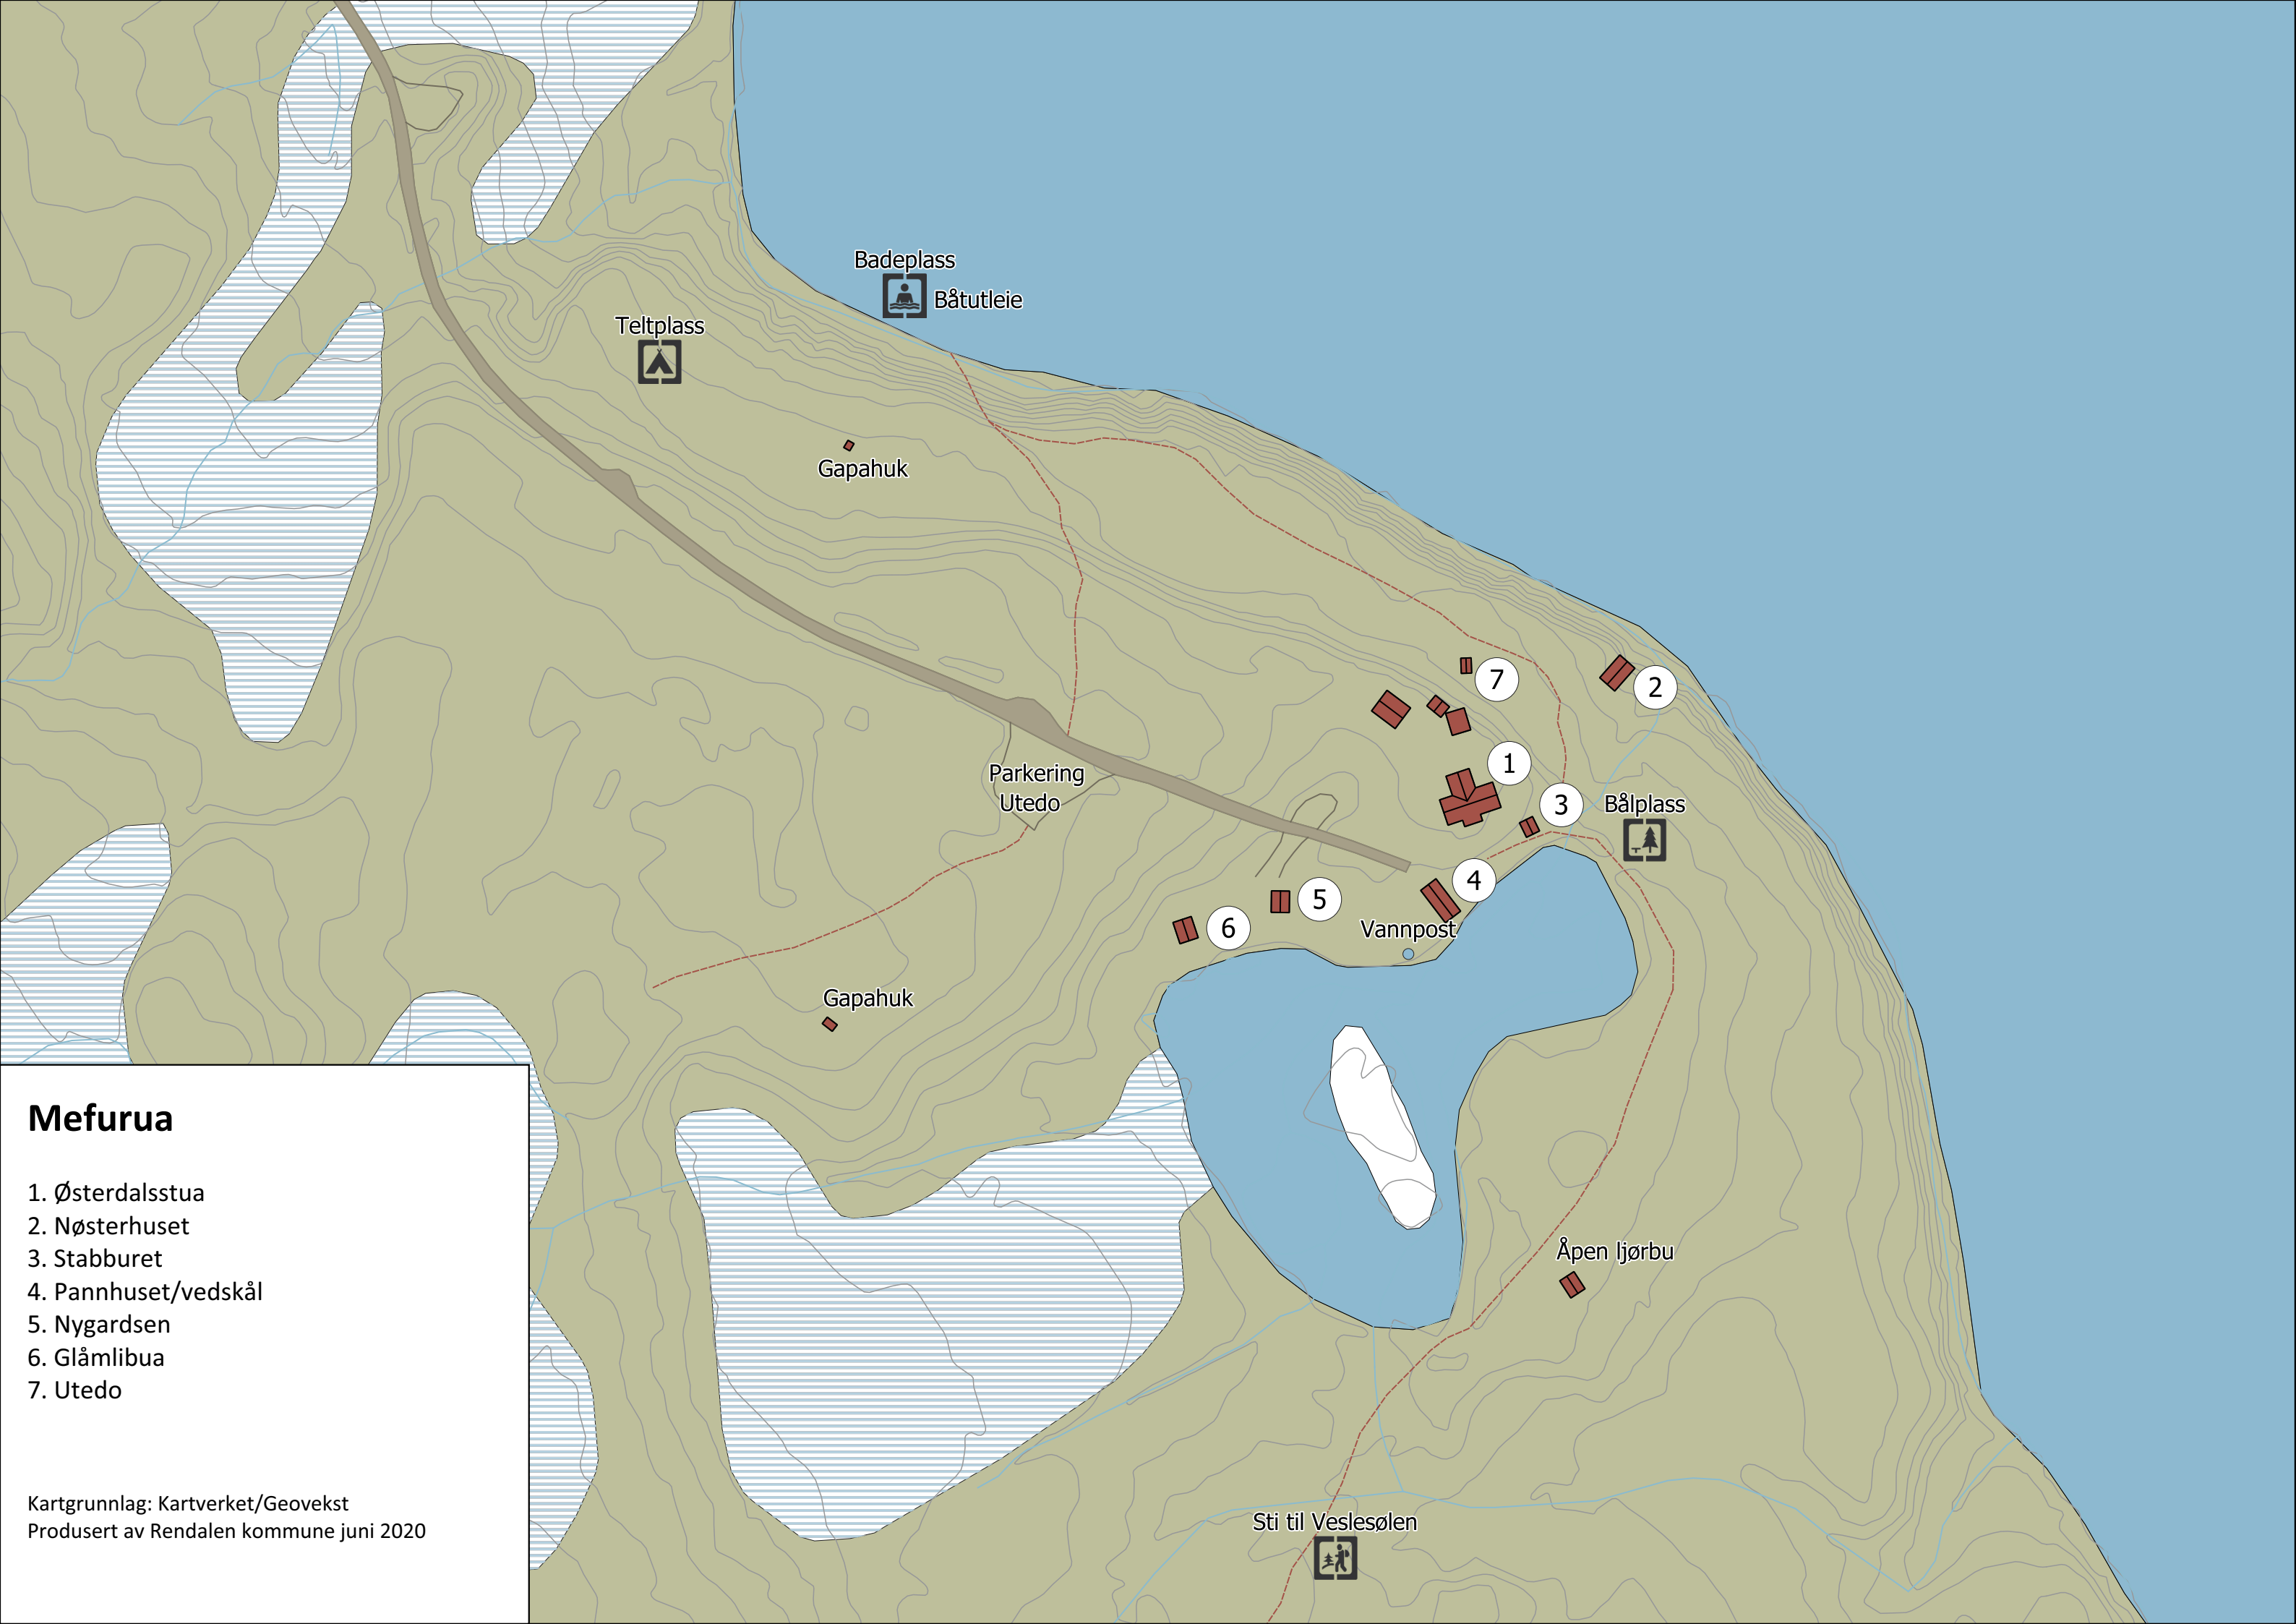 Badeplass
Båtutleie
Teltplass
Gapahuk
7
2
1
Parkering
Utedo
3
Bålplass
4
5
6
Vannpost
Gapahuk
Mefurua
1. Østerdalsstua
2. Nøsterhuset
3. Stabburet
4. Pannhuset/vedskål
5. Nygardsen
6. Glåmlibua
7. Utedo
Åpen ljørbu
Kartgrunnlag: Kartverket/Geovekst
Produsert av Rendalen kommune juni 2020
Sti til Veslesølen